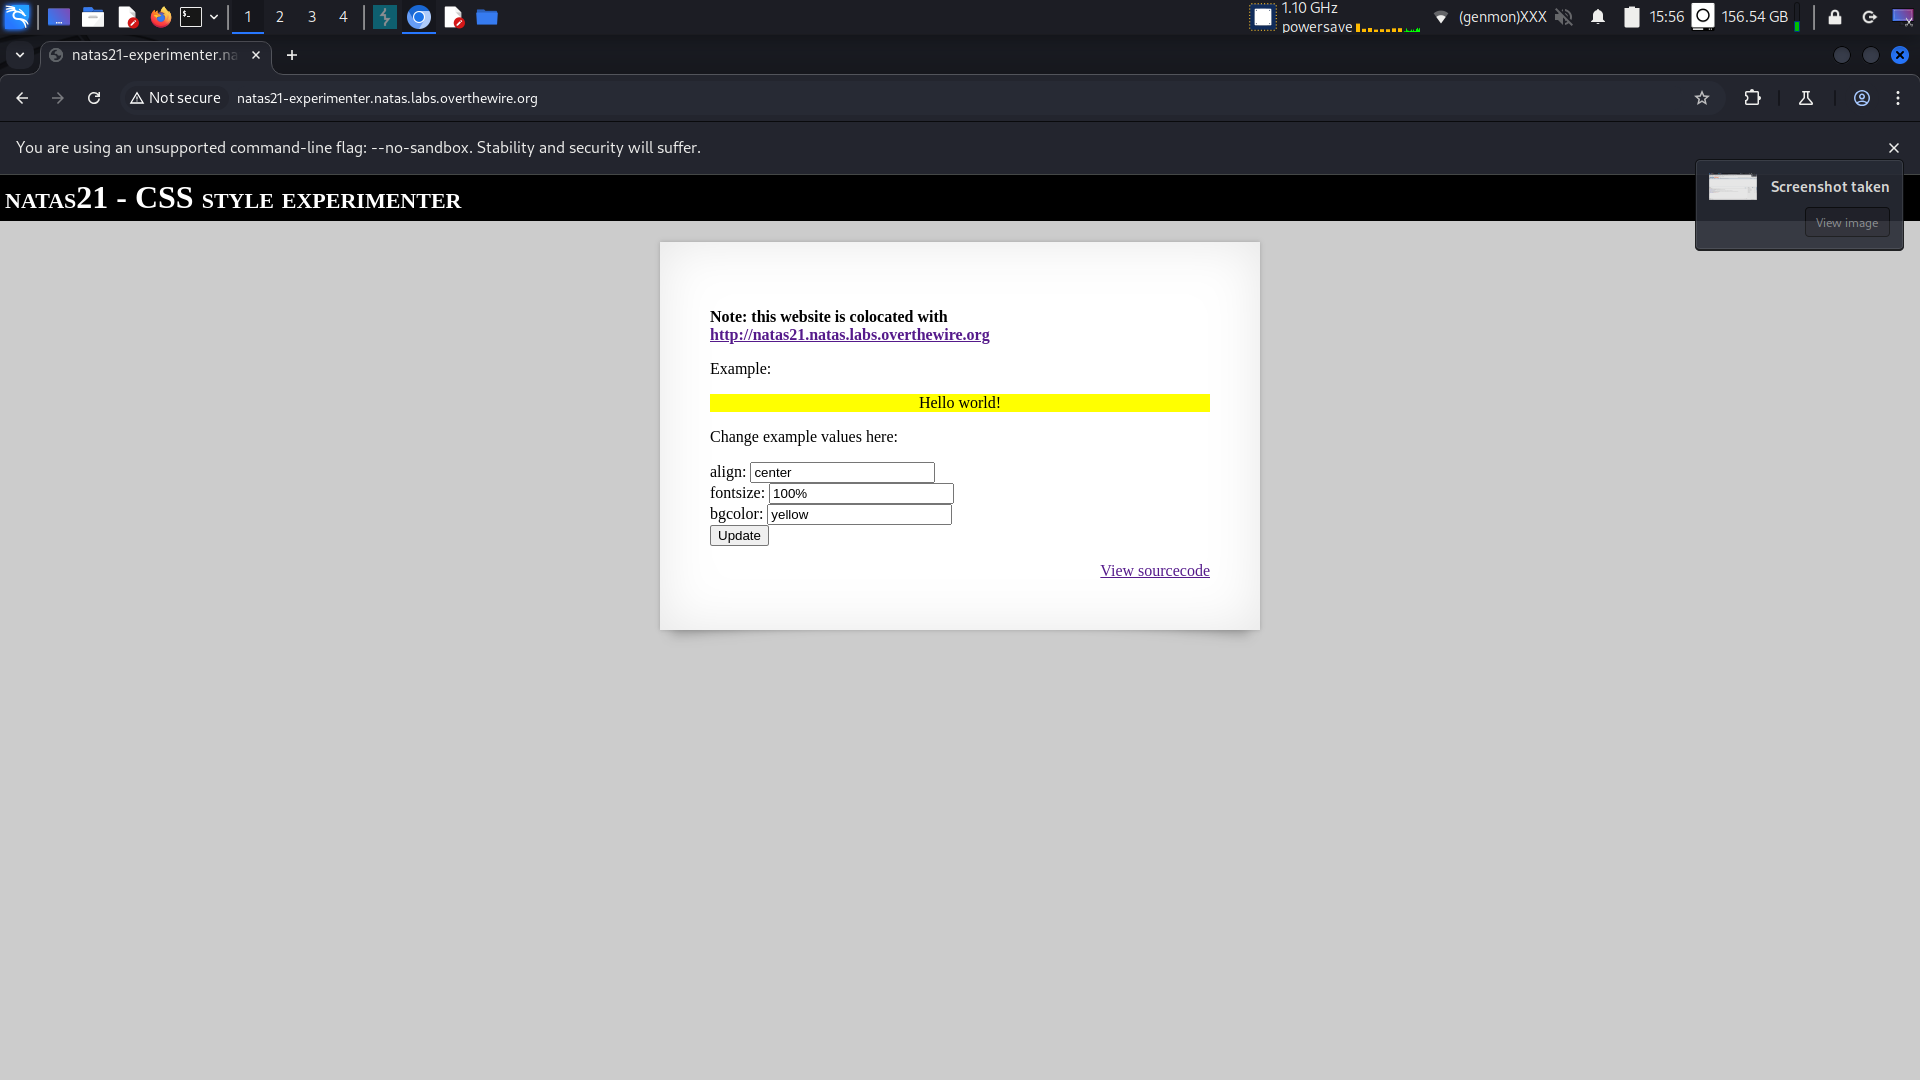 1 2 3 4
1.10 GHz
powersave
(genmon)XXX
15:56
156.54 GB
natas21-experimenter.na
Not secure
natas21-experimenter.natas.labs.overthewire.org
You are using an unsupported command-line flag: --no-sandbox. Stability and security will suffer.
Screenshot taken
View image
NATAS21 - CSS STYLE EXPERIMENTER
Note: this website is colocated with
http://natas21.natas.labs.overthewire.org
Example:
Hello world!
Change example values here:
align: center
fontsize: 100%
bgcolor: yellow
Update
View sourcecode